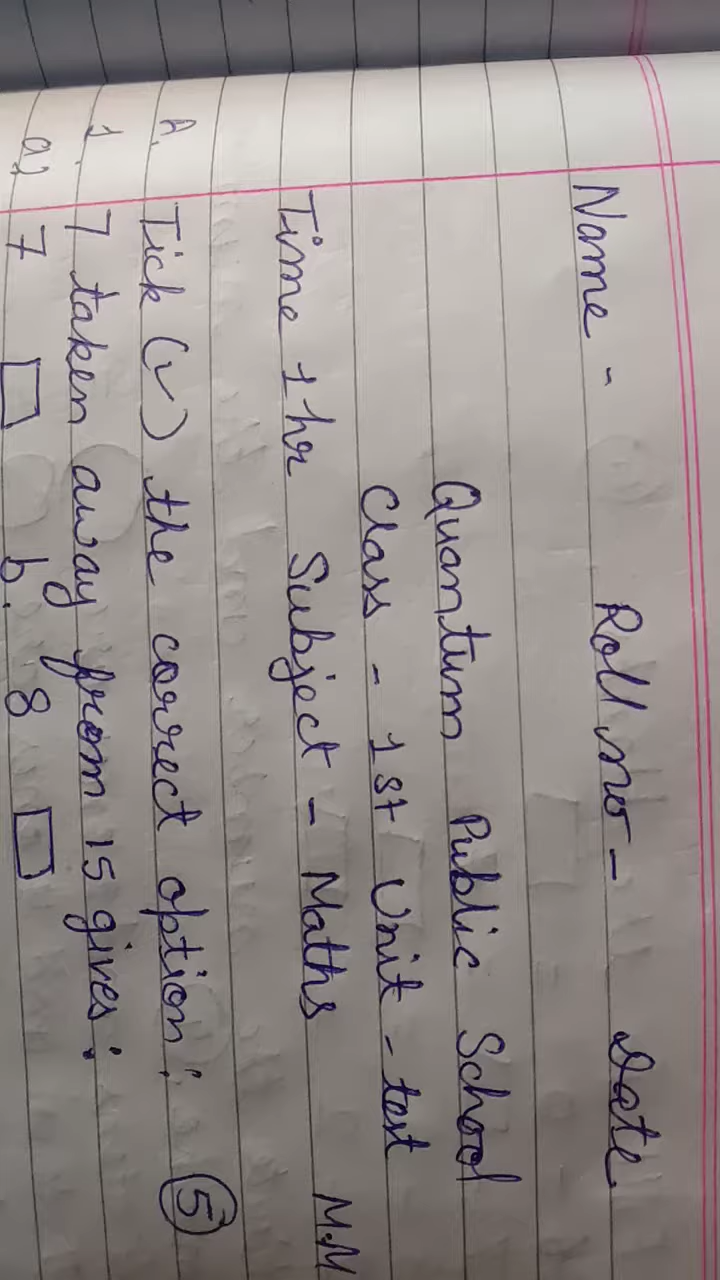 Name - Roll no - Date
Quantum Public School
Class - 1st Unit - test
Time 1 hr Subject - Maths M.M
A. Tick (✓) the correct option: 5
1. 7 taken away from 15 gives:
a) 7 □ b. 8 □